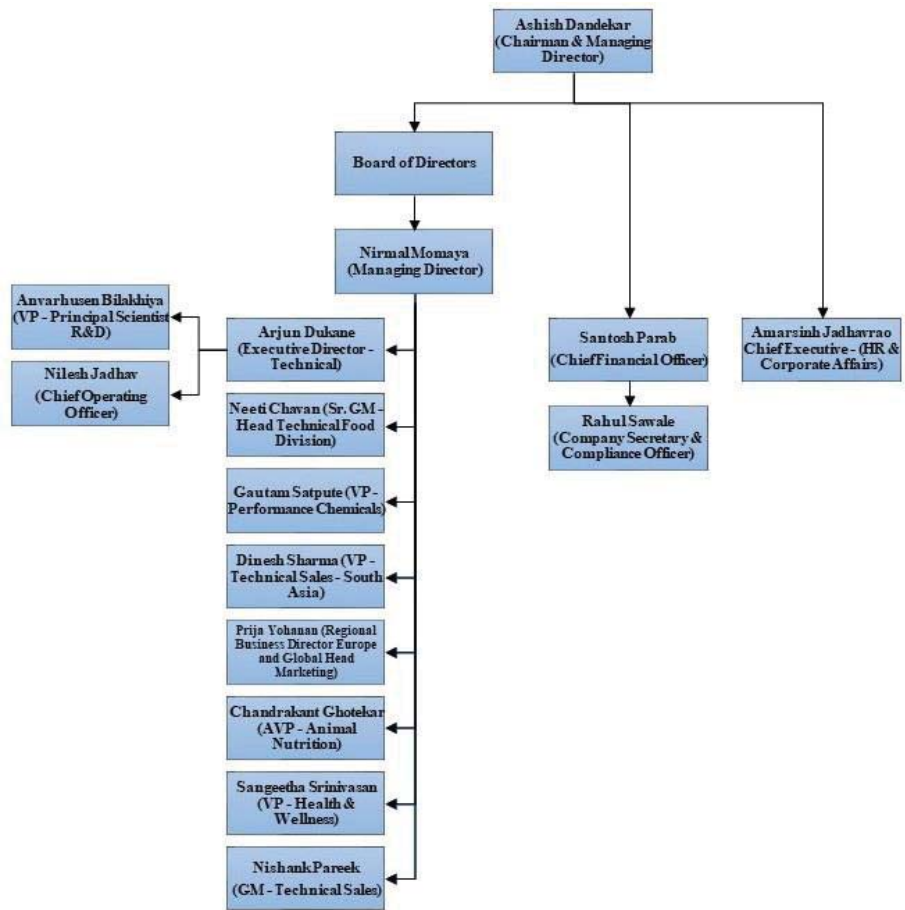 Ashish Dandekar
(Chairman & Managing
Director)
Board of Directors
Nirmal Momaya
(Managing Director)
Anvarhusen Bilakhiya
(VP - Principal Scientist
R&D)
Nilesh Jadhav
(Chief Operating
Officer)
Arjun Dukane
(Executive Director -
Technical)
Neeti Chavan (Sr. GM -
Head Technical Food
Division)
Gautam Satpute (VP -
Performance Chemicals)
Dinesh Sharma (VP -
Technical Sales - South
Asia)
Prija Yohanan (Regional
Business Director Europe
and Global Head
Marketing)
Chandrakant Ghotekar
(AVP - Animal
Nutrition)
Sangeetha Srinivasan
(VP - Health &
Wellness)
Nishank Pareek
(GM - Technical Sales)
Santosh Parab
(Chief Financial Officer)
Rahul Sawale
(Company Secretary &
Compliance Officer)
Amarsinh Jadhavrao
Chief Executive - (HR &
Corporate Affairs)